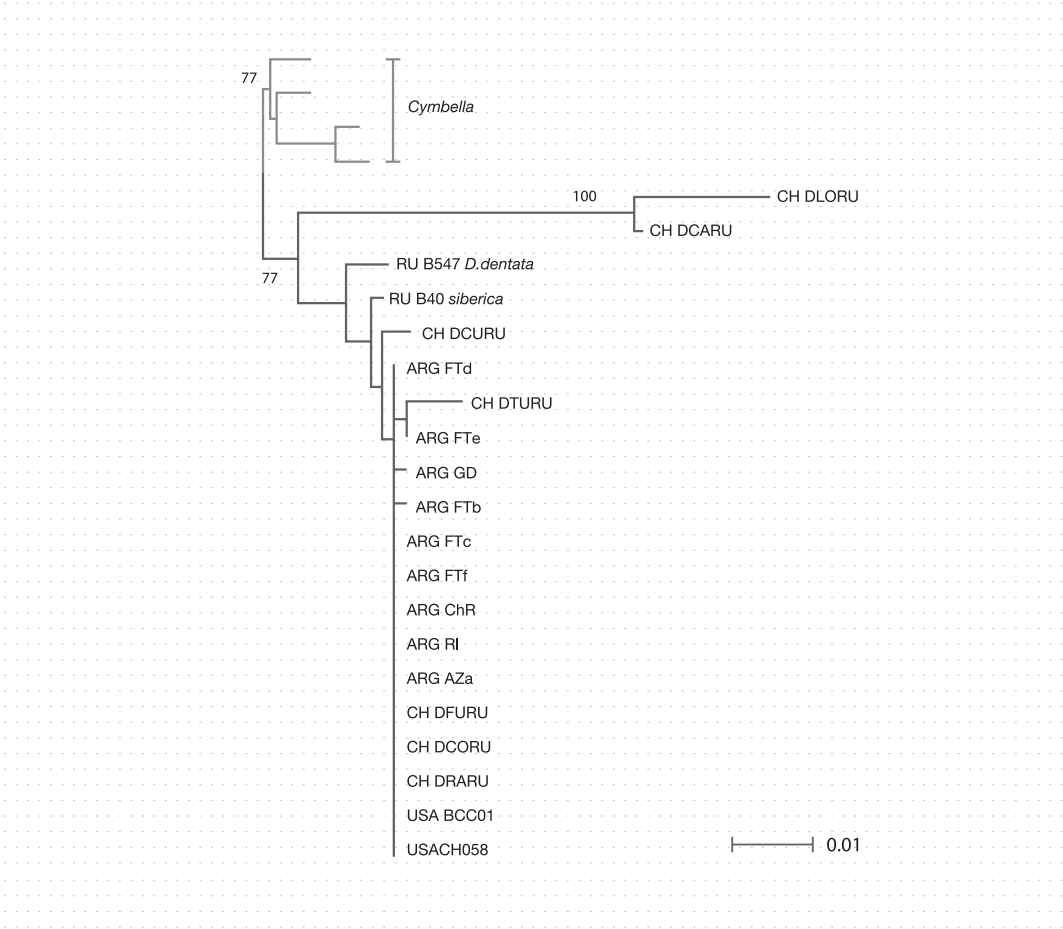 77
Cymbella
100
CH DLORU
CH DCARU
RU B547 D.dentata
77
RU B40 siberica
CH DCURU
ARG FTd
CH DTURU
ARG FTe
ARG GD
ARG FTb
ARG FTc
ARG FTf
ARG ChR
ARG RI
ARG AZa
CH DFURU
CH DCORU
CH DRARU
USA BCC01
USACH058
0.01